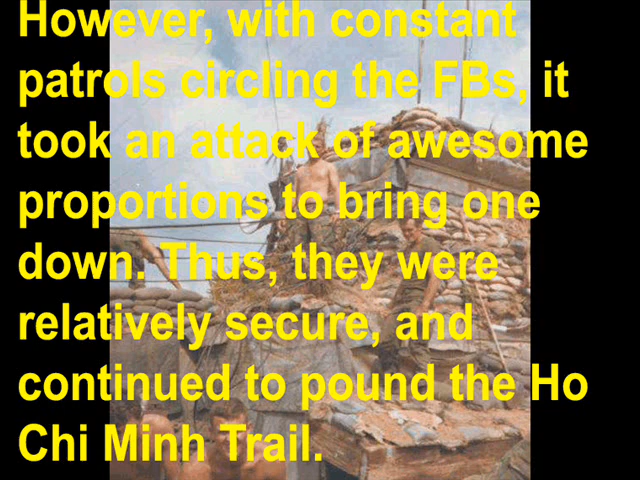 However, with constant
patrols circling the FBs, it
took an attack of awesome
proportions to bring one
down. Thus, they were
relatively secure, and
continued to pound the Ho
Chi Minh Trail.